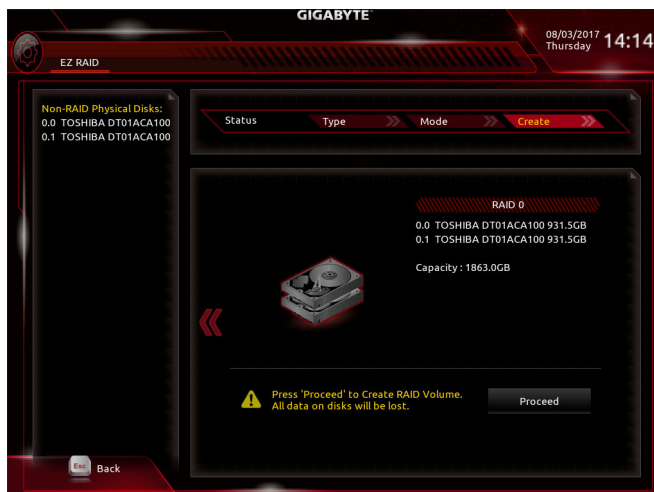 GIGABYTE™
08/03/2017
Thursday
14:14
EZ RAID
Non-RAID Physical Disks:
0.0 TOSHIBA DT01ACA100
0.1 TOSHIBA DT01ACA100
Status
Type
Mode
Create
RAID 0
0.0 TOSHIBA DT01ACA100 931.5GB
0.1 TOSHIBA DT01ACA100 931.5GB
Capacity : 1863.0GB
Press 'Proceed' to Create RAID Volume.
All data on disks will be lost.
Proceed
Esc
Back